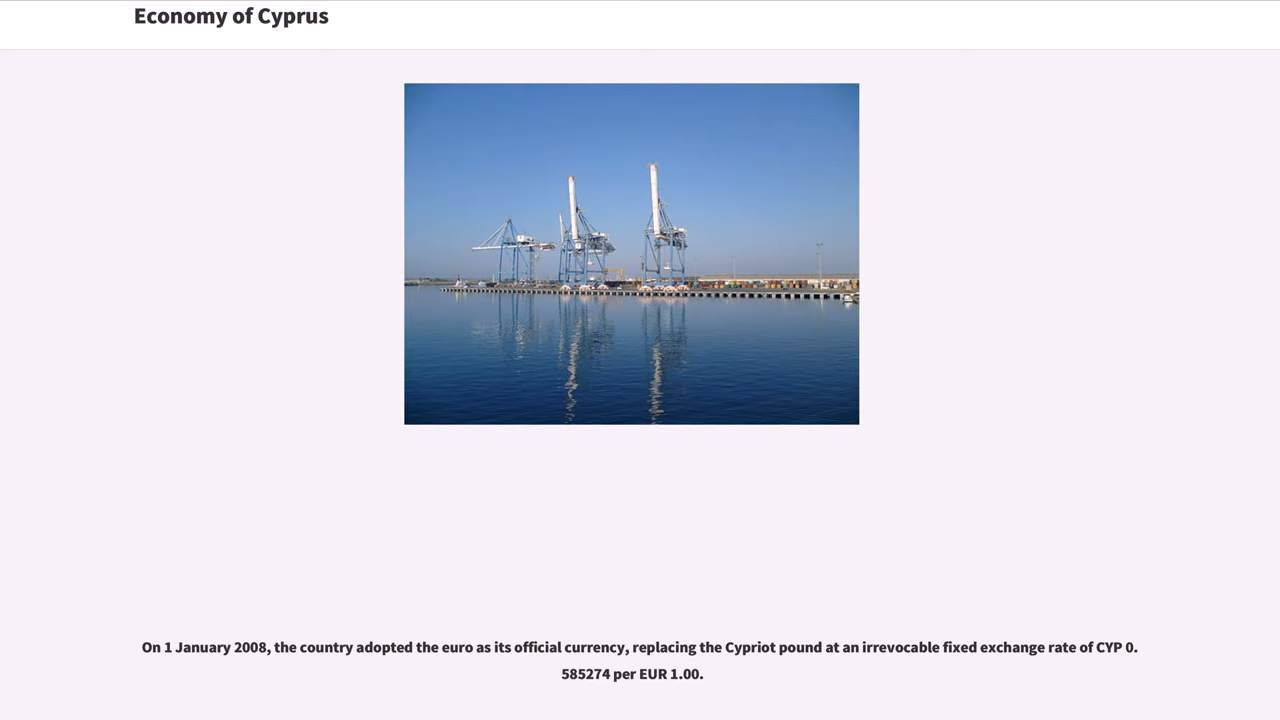 Economy of Cyprus
On 1 January 2008, the country adopted the euro as its official currency, replacing the Cypriot pound at an irrevocable fixed exchange rate of CYP 0.
585274 per EUR 1.00.